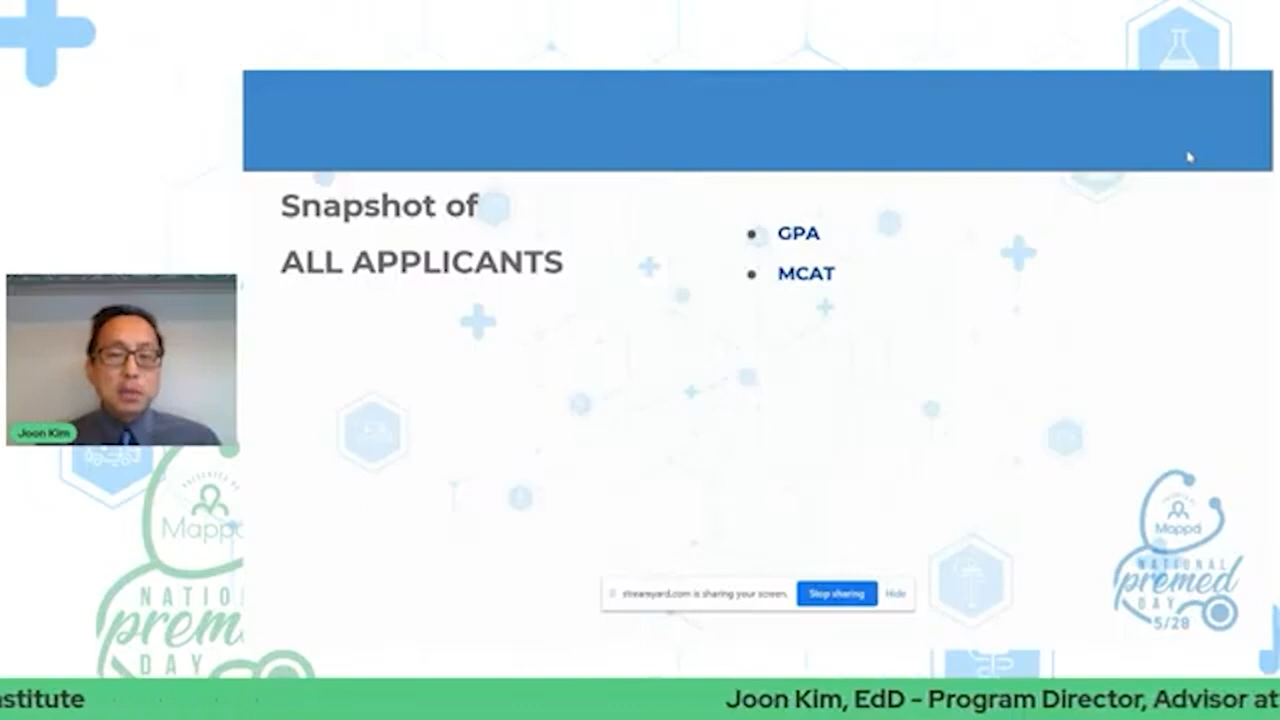 Snapshot of
ALL APPLICANTS
GPA
MCAT
Joon Kim
Mappd
NATIONAL
premed
DAY
5/28
streamyard.com is sharing your screen.
Stop sharing
Hide
Joon Kim, EdD – Program Director, Advisor at